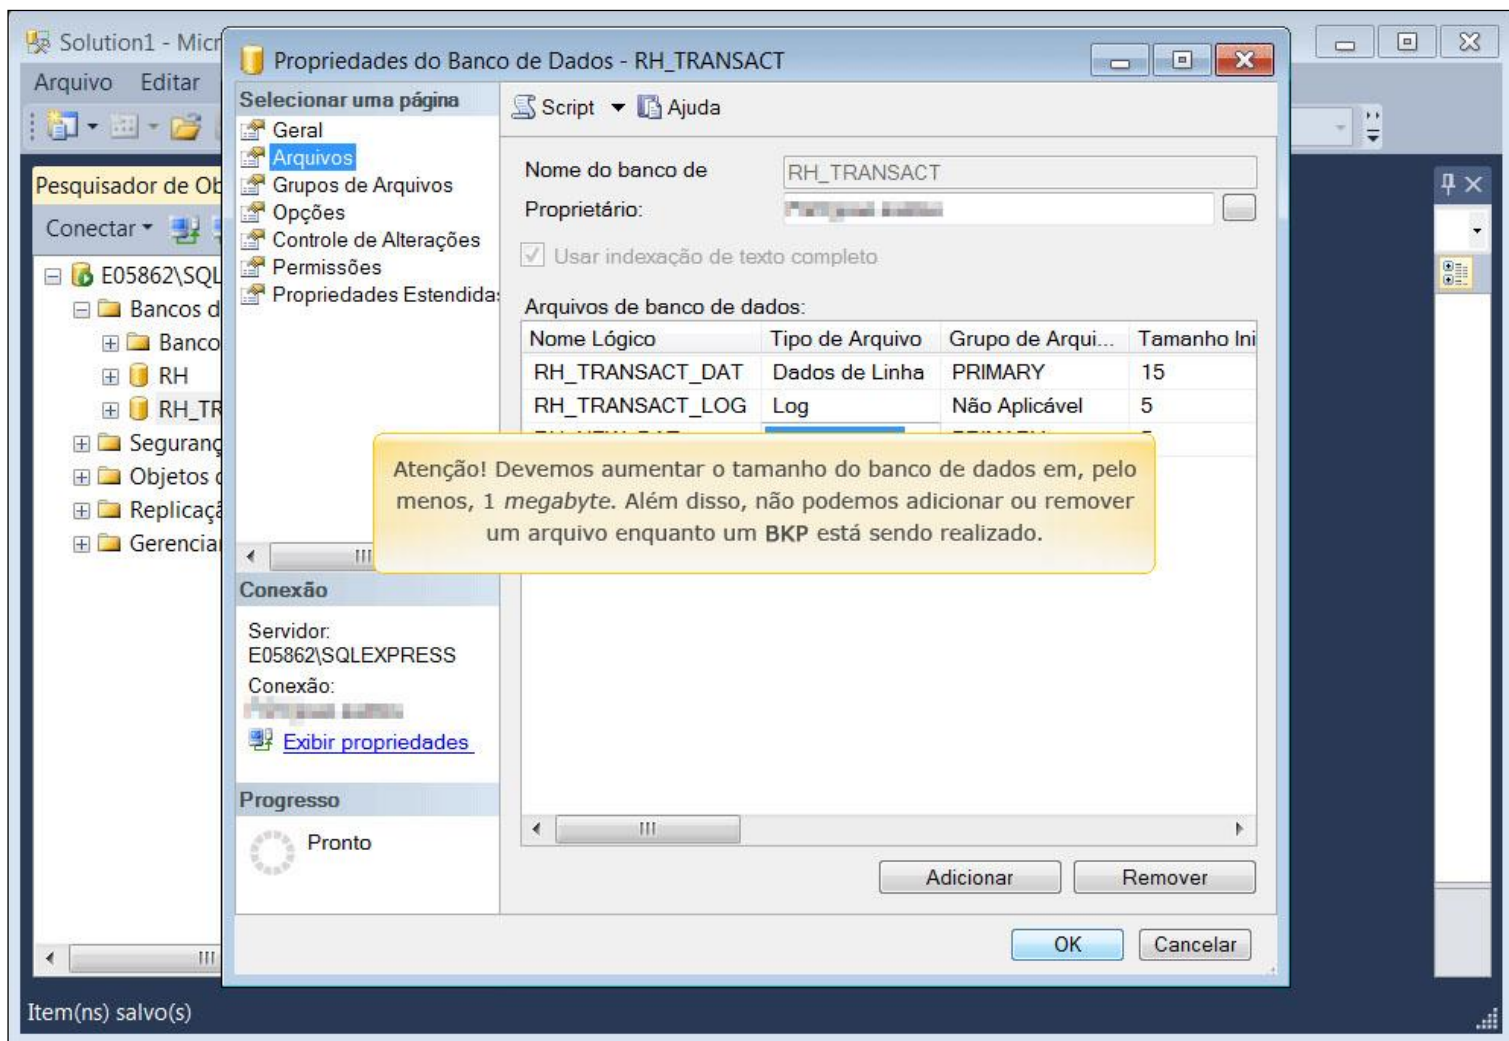 Solution1 - Micr
Arquivo Editar
Pesquisador de Ob
Conectar
E05862\SQL
Bancos d
Banco
RH
RH_TR
Seguranç
Objetos d
Replicaçã
Gerenciar
Item(ns) salvo(s)
Propriedades do Banco de Dados - RH_TRANSACT
Selecionar uma página
Geral
Arquivos
Grupos de Arquivos
Opções
Controle de Alterações
Permissões
Propriedades Estendidas
Conexão
Servidor:
E05862\SQLEXPRESS
Conexão:
Exibir propriedades
Progresso
Pronto
Script Ajuda
Nome do banco de RH_TRANSACT
Proprietário:
Usar indexação de texto completo
Arquivos de banco de dados:
Nome Lógico Tipo de Arquivo Grupo de Arqui... Tamanho Ini
RH_TRANSACT_DAT Dados de Linha PRIMARY 15
RH_TRANSACT_LOG Log Não Aplicável 5
Atenção! Devemos aumentar o tamanho do banco de dados em, pelo
menos, 1 megabyte. Além disso, não podemos adicionar ou remover
um arquivo enquanto um BKP está sendo realizado.
Adicionar Remover
OK Cancelar